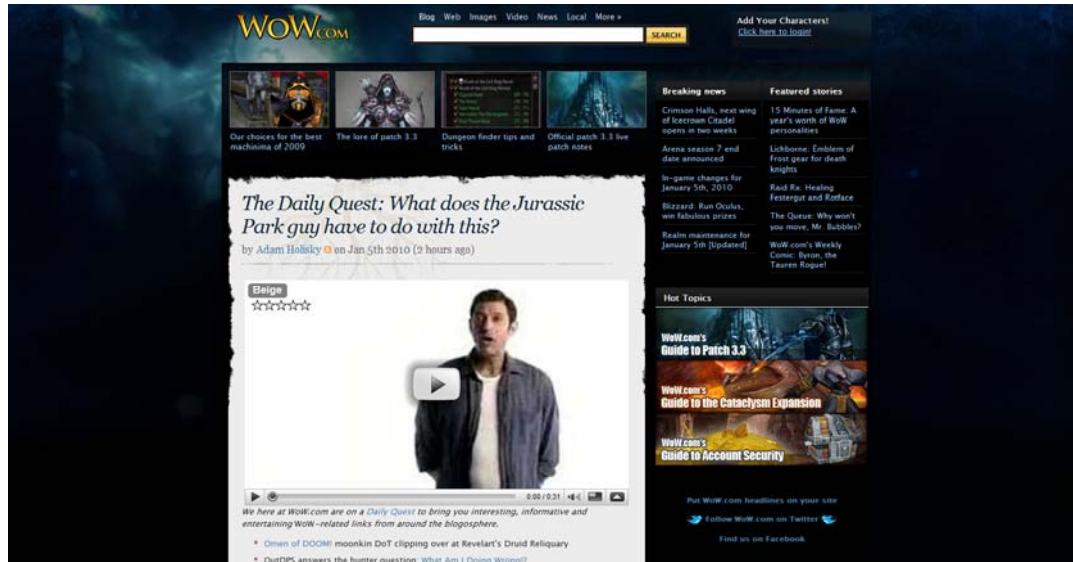 WOW.COM
Blog Web Images Video News Local More »
SEARCH
Add Your Characters!
Click here to login!
Our choices for the best
machinima of 2009
The lore of patch 3.3
Dungeon finder tips and
tricks
Official patch 3.3 live
patch notes
Breaking news
Crimson Halls, next wing
of Icecrown Citadel
opens in two weeks
Arena season 7 end
date announced
In-game changes for
January 5th, 2010
Blizzard: Run Oculus,
win fabulous prizes
Realm maintenance for
January 5th [Updated]
Featured stories
15 Minutes of Fame: A
year's worth of WoW
personalities
Lichborne: Emblem of
Frost gear for death
knights
Raid Rx: Healing
Festergut and Rotface
The Queue: Why won't
you move, Mr. Bubbles?
WoW.com's Weekly
Comic: Byron, the
Tauren Rogue!
The Daily Quest: What does the Jurassic
Park guy have to do with this?
by Adam Holisky on Jan 5th 2010 (2 hours ago)
Beige
0:00 / 0:31
We here at WoW.com are on a Daily Quest to bring you interesting, informative and
entertaining WoW-related links from around the blogosphere.
* Omen of DOOM! moonkin DoT clipping over at Revelart's Druid Reliquary
* OutDPS answers the hunter question: What Am I Doing Wrong!?
Hot Topics
WoW.com's
Guide to Patch 3.3
WoW.com's
Guide to the Cataclysm Expansion
WoW.com's
Guide to Account Security
Put WoW.com headlines on your site
Follow WoW.com on Twitter
Find us on Facebook